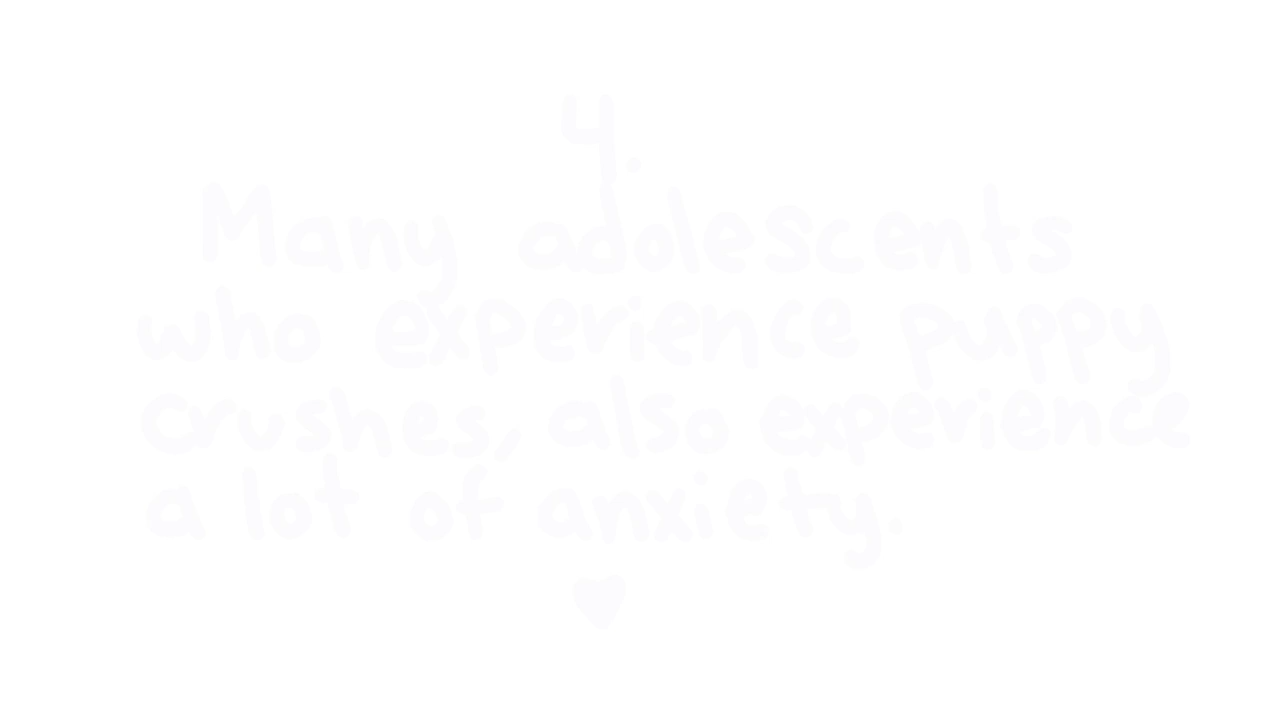 4.
Many adolescents
who experience puppy
crushes, also experience
a lot of anxiety.